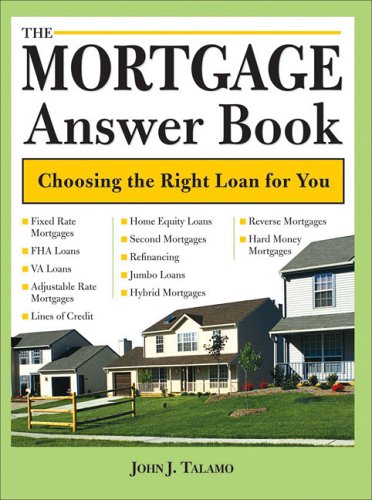 THE
MORTGAGE
Answer Book
Choosing the Right Loan for You
Fixed Rate
Mortgages
FHA Loans
VA Loans
Adjustable Rate
Mortgages
Lines of Credit
Home Equity Loans
Second Mortgages
Refinancing
Jumbo Loans
Hybrid Mortgages
Reverse Mortgages
Hard Money
Mortgages
JOHN J. TALAMO